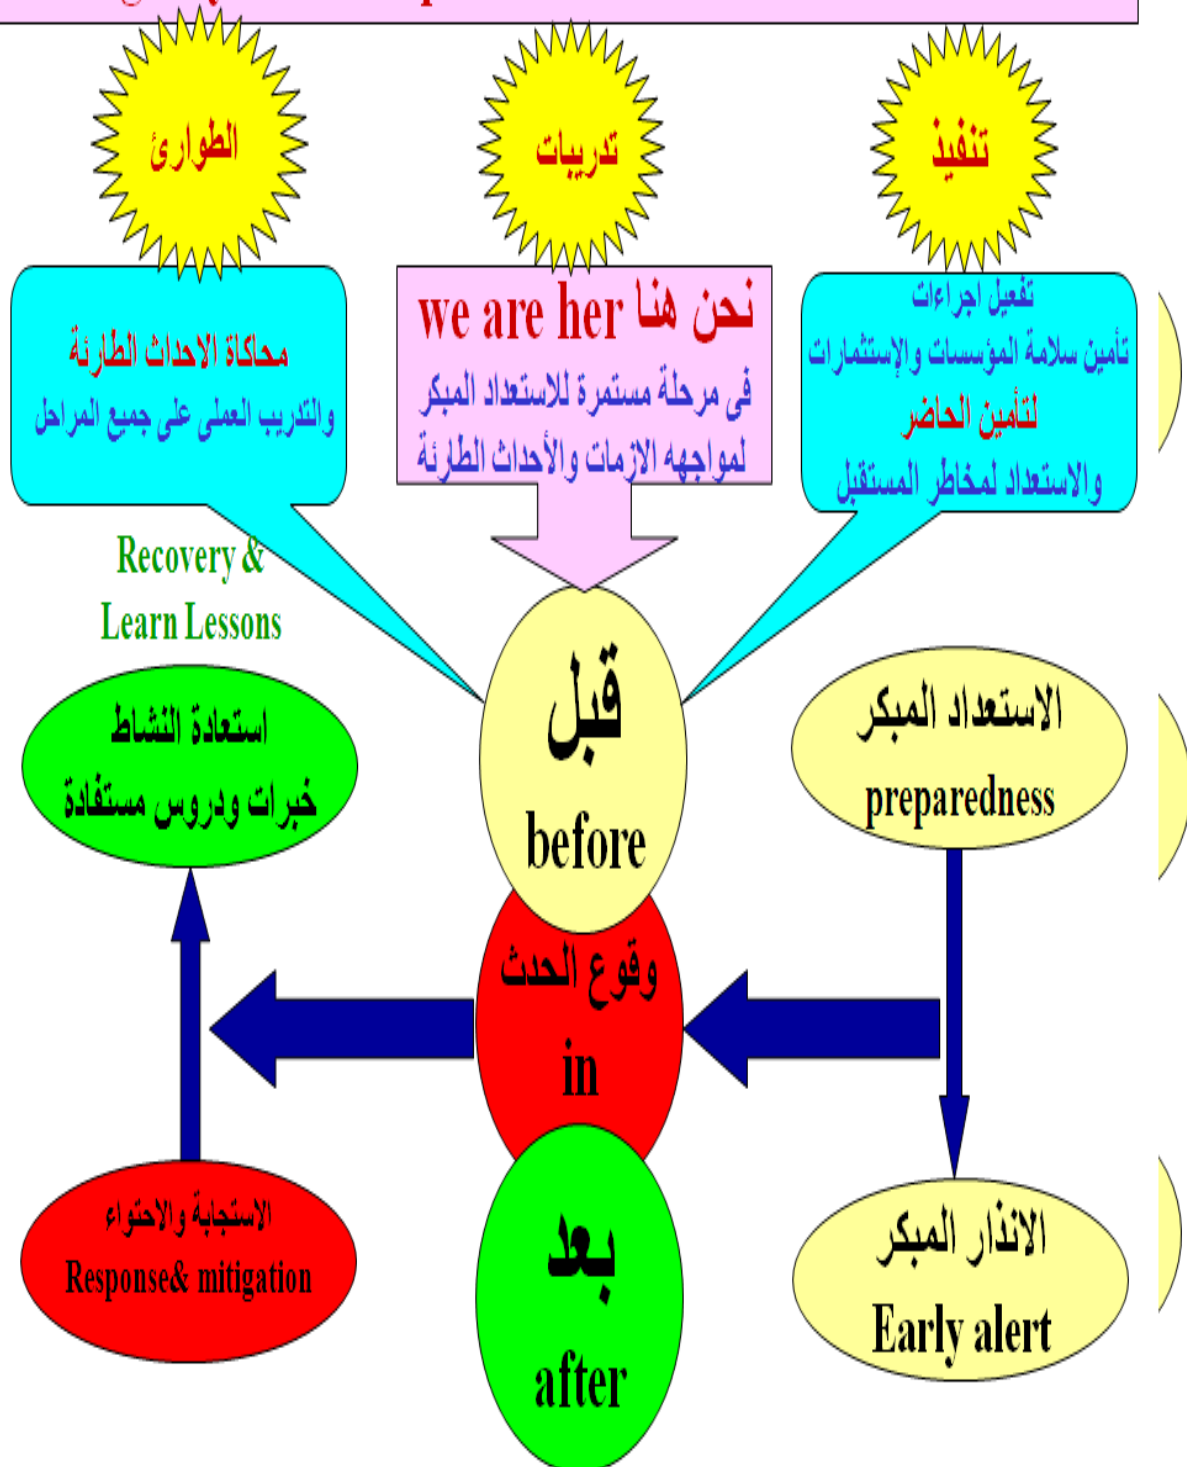 تنفيذ
تدريبات
الطوارئ
تفعيل اجراءات
تأمين سلامة المؤسسات والإستثمارات
لتأمين الحاضر
والاستعداد لمخاطر المستقبل
نحن هنا we are her
فى مرحلة مستمرة للاستعداد المبكر
لمواجهه الازمات والأحداث الطارئة
محاكاة الاحداث الطارئة
والتدريب العملى على جميع المراحل
Recovery &
Learn Lessons
الاستعداد المبكر
preparedness
قبل
before
استعادة النشاط
خبرات ودروس مستفادة
وقوع الحدث
in
الانذار المبكر
Early alert
بعد
after
الاستجابة والاحتواء
Response& mitigation